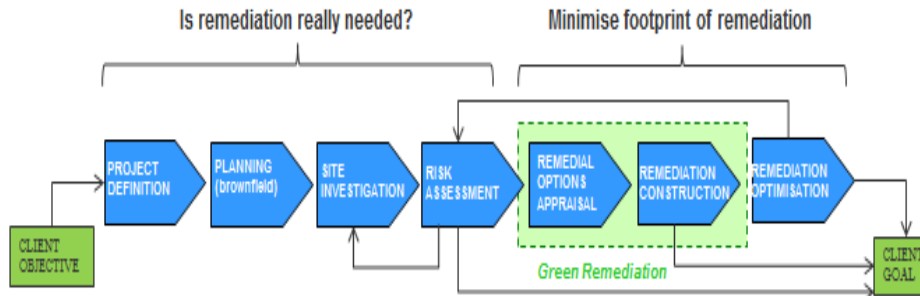 Is remediation really needed?
Minimise footprint of remediation
PROJECT
DEFINITION
PLANNING
(brownfield)
SITE
INVESTIGATION
RISK
ASSESSMENT
REMEDIAL
OPTIONS
APPRAISAL
REMEDIATION
CONSTRUCTION
REMEDIATION
OPTIMISATION
CLIENT
OBJECTIVE
Green Remediation
CLIENT
GOAL